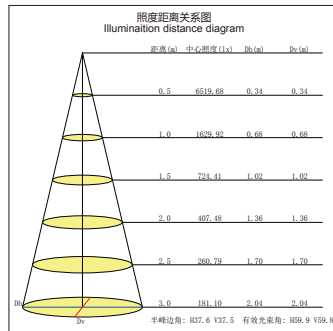 照度距离关系图
Illuminaition distance diagram
距离(m) 中心照度(lx) Dh(m) Dv(m)
0.5 6519.68 0.34 0.34
1.0 1629.92 0.68 0.68
1.5 724.41 1.02 1.02
2.0 407.48 1.36 1.36
2.5 260.79 1.70 1.70
Dh 3.0 181.10 2.04 2.04
Dv 半峰边角: H37.6 V37.5 有效光束角: H59.9 V59.8